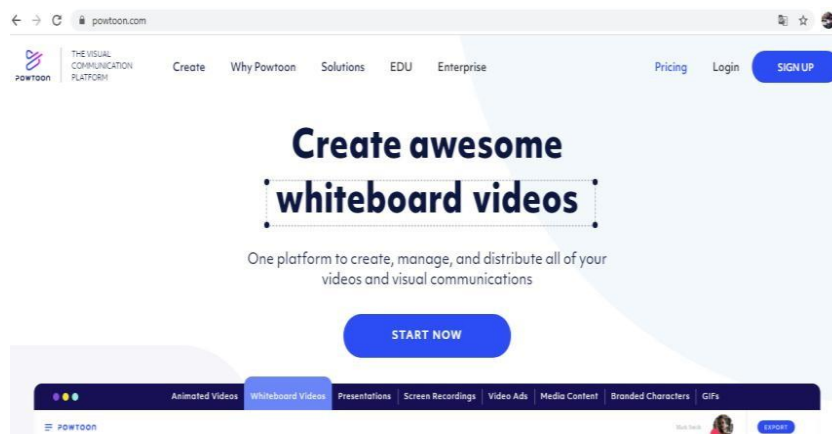 powtoon.com
POWTOON
THE VISUAL
COMMUNICATION
PLATFORM
Create Why Powtoon Solutions EDU Enterprise Pricing Login SIGN UP
Create awesome
whiteboard videos
One platform to create, manage, and distribute all of your
videos and visual communications
START NOW
Animated Videos Whiteboard Videos Presentations Screen Recordings Video Ads Media Content Branded Characters GIFs
POWTOON EXPORT